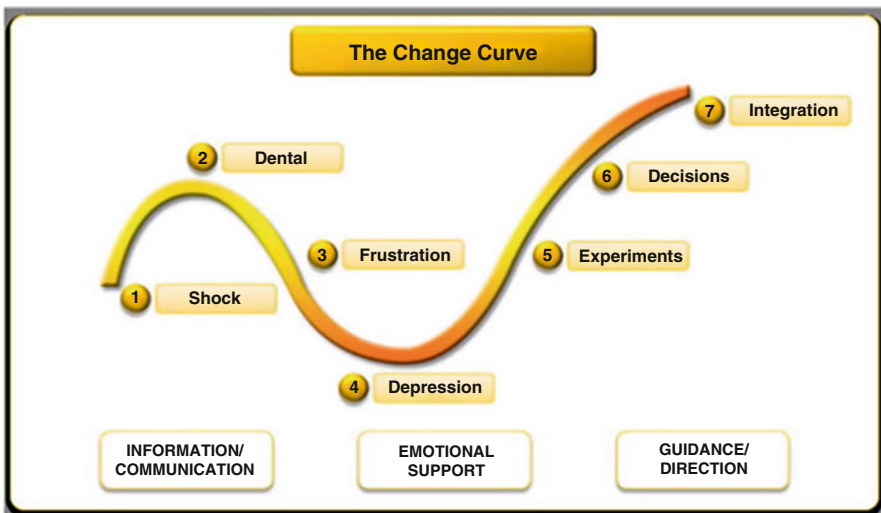 The Change Curve
1 Shock
2 Dental
3 Frustration
4 Depression
5 Experiments
6 Decisions
7 Integration
INFORMATION/
COMMUNICATION
EMOTIONAL
SUPPORT
GUIDANCE/
DIRECTION